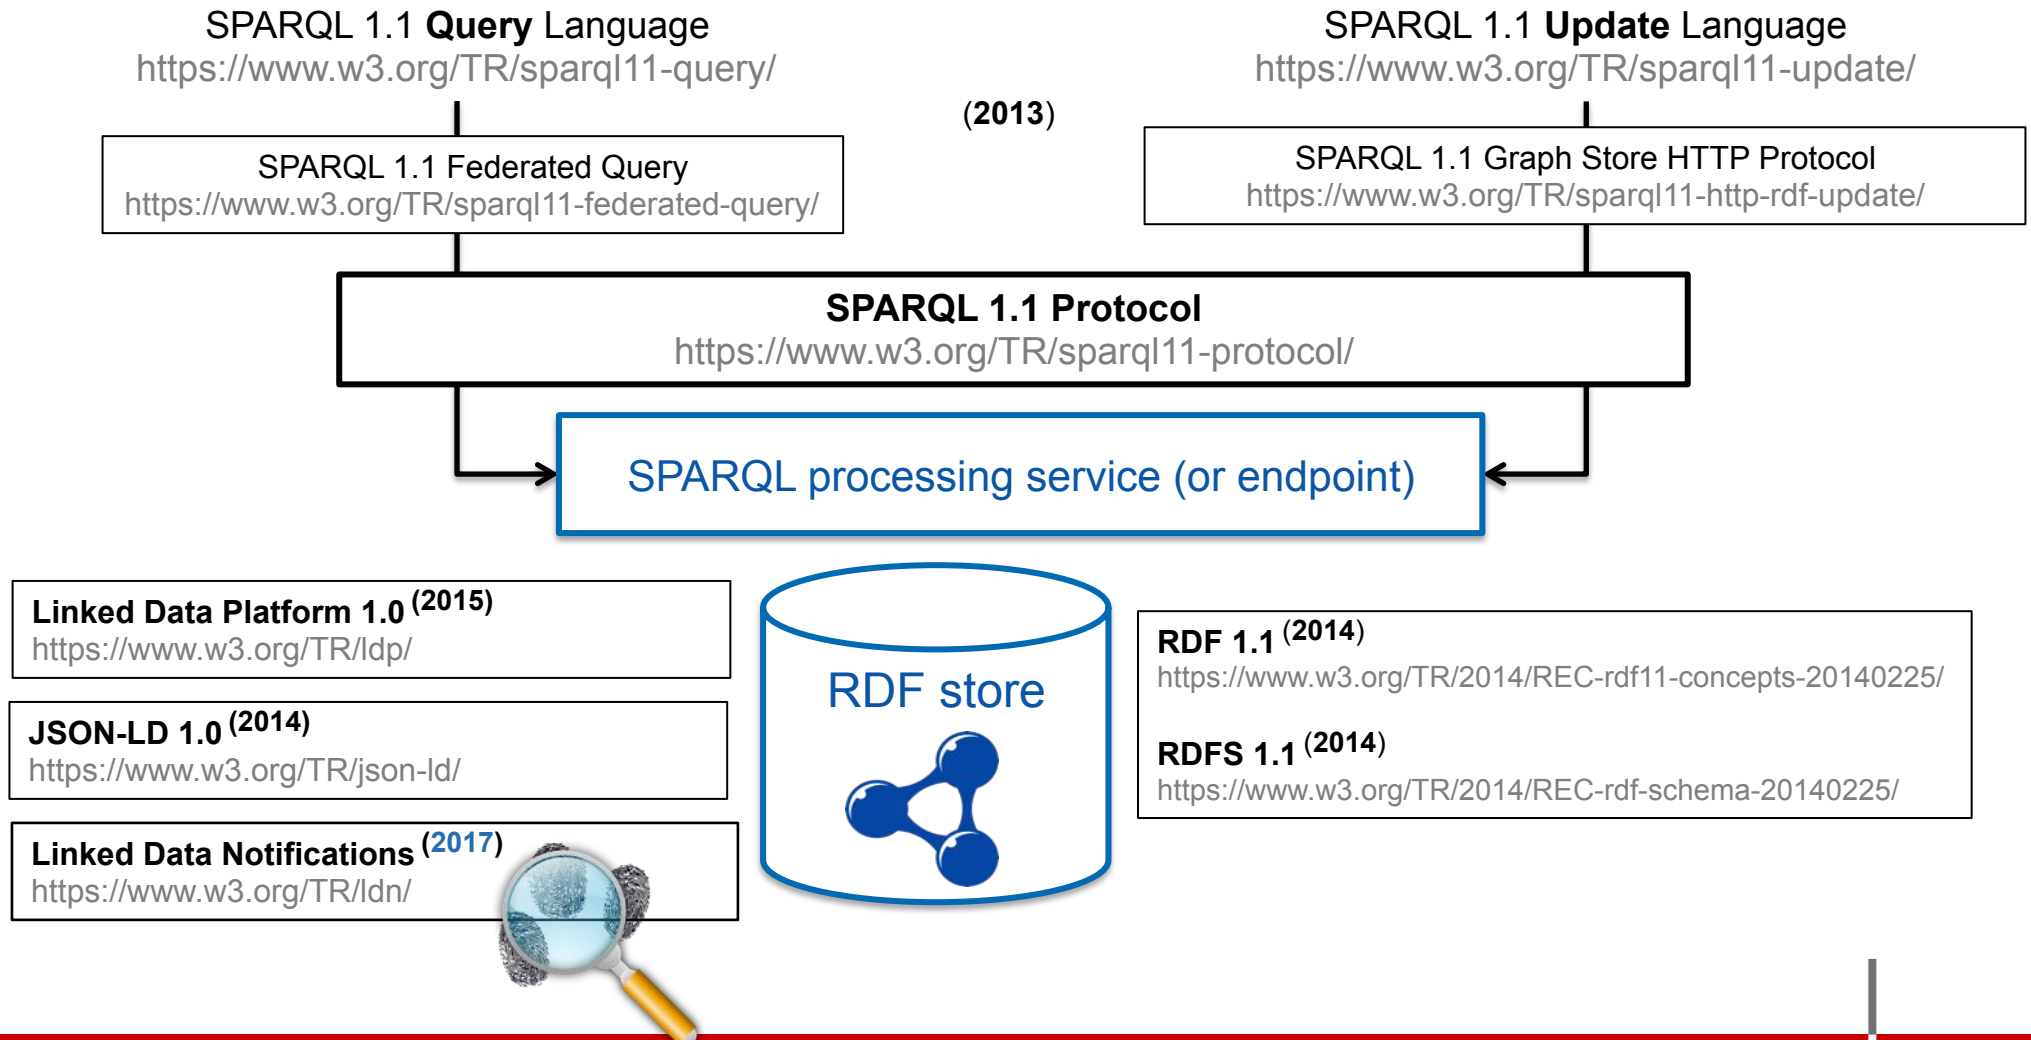 SPARQL 1.1 Query Language
https://www.w3.org/TR/sparql11-query/
SPARQL 1.1 Update Language
https://www.w3.org/TR/sparql11-update/
(2013)
SPARQL 1.1 Federated Query
https://www.w3.org/TR/sparql11-federated-query/
SPARQL 1.1 Graph Store HTTP Protocol
https://www.w3.org/TR/sparql11-http-rdf-update/
SPARQL 1.1 Protocol
https://www.w3.org/TR/sparql11-protocol/
SPARQL processing service (or endpoint)
Linked Data Platform 1.0 (2015)
https://www.w3.org/TR/ldp/
JSON-LD 1.0 (2014)
https://www.w3.org/TR/json-ld/
Linked Data Notifications (2017)
https://www.w3.org/TR/ldn/
RDF store
RDF 1.1 (2014)
https://www.w3.org/TR/2014/REC-rdf11-concepts-20140225/
RDFS 1.1 (2014)
https://www.w3.org/TR/2014/REC-rdf-schema-20140225/